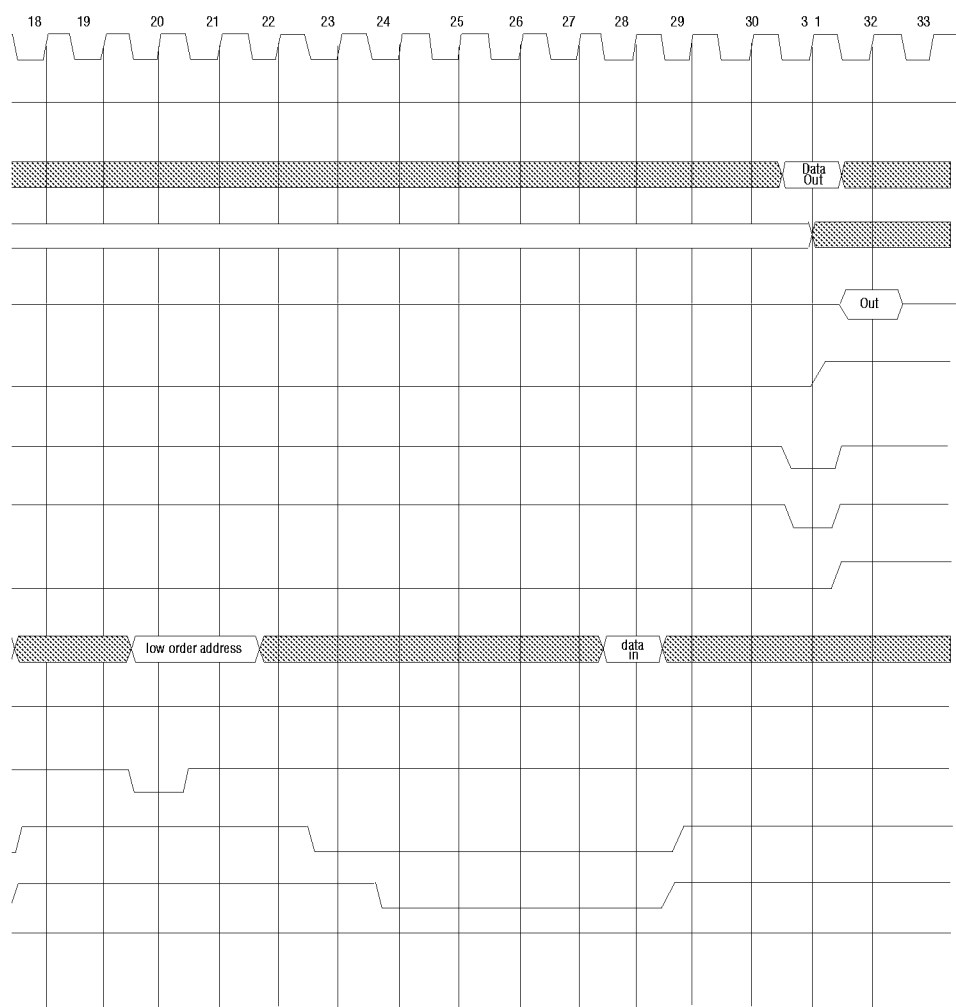 18 19 20 21 22 23 24 25 26 27 28 29 30 3 1 32 33
Data
Out
Out
low order address
data
in